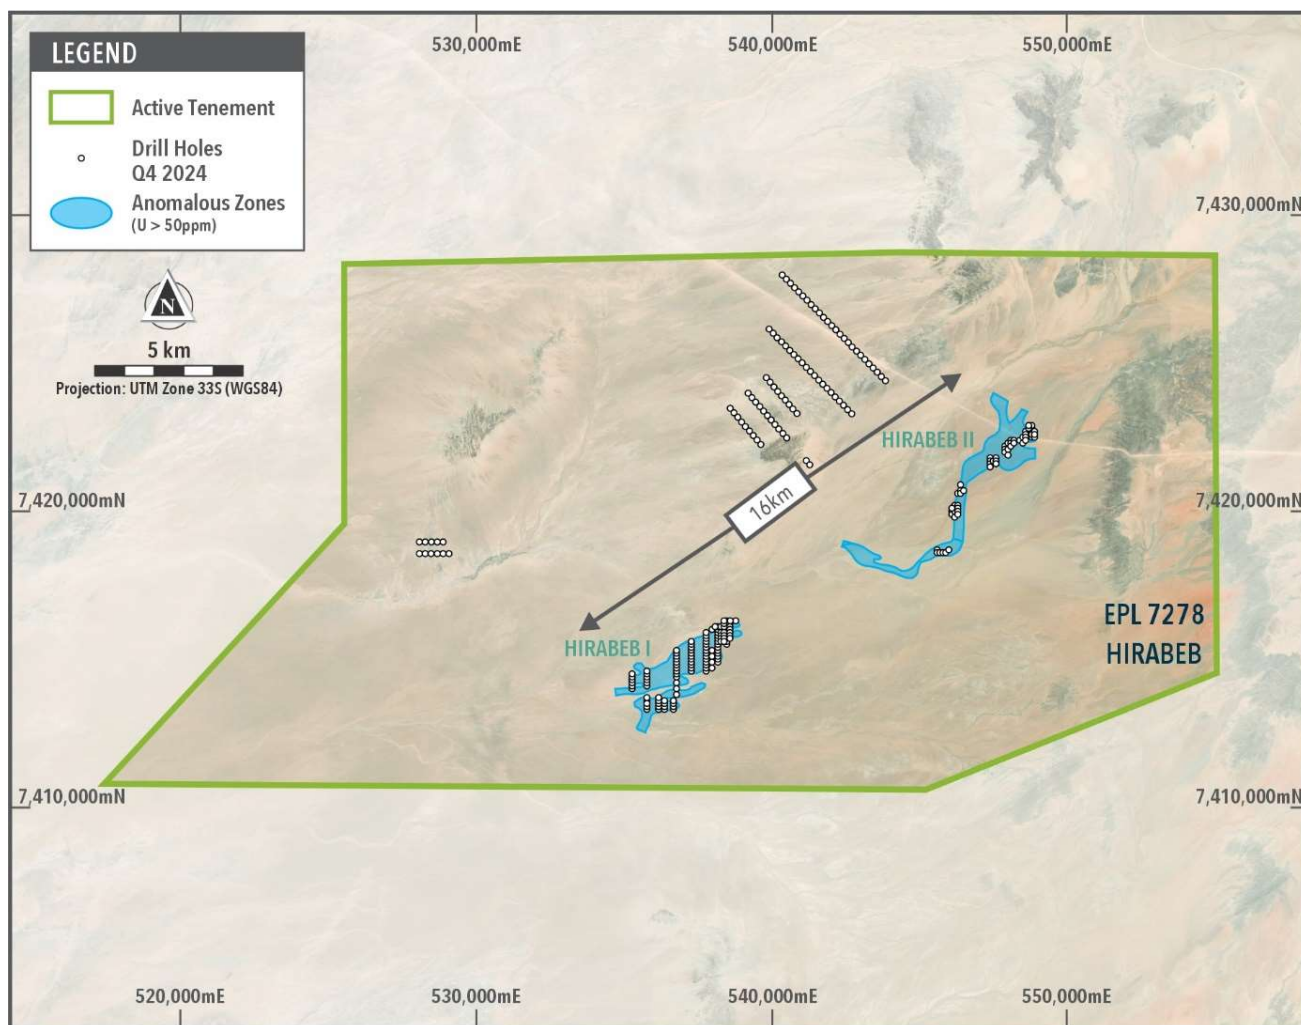 530,000mE
540,000mE
550,000mE
LEGEND
Active Tenement
Drill Holes
Q4 2024
Anomalous Zones
(U > 50ppm)
7,430,000mN
N
5 km
Projection: UTM Zone 33S (WGS84)
HIRABEB II
7,420,000mN
7,420,000mN
16km
EPL 7278
HIRABEB
HIRABEB I
7,410,000mN
7,410,000mN
520,000mE
530,000mE
540,000mE
550,000mE